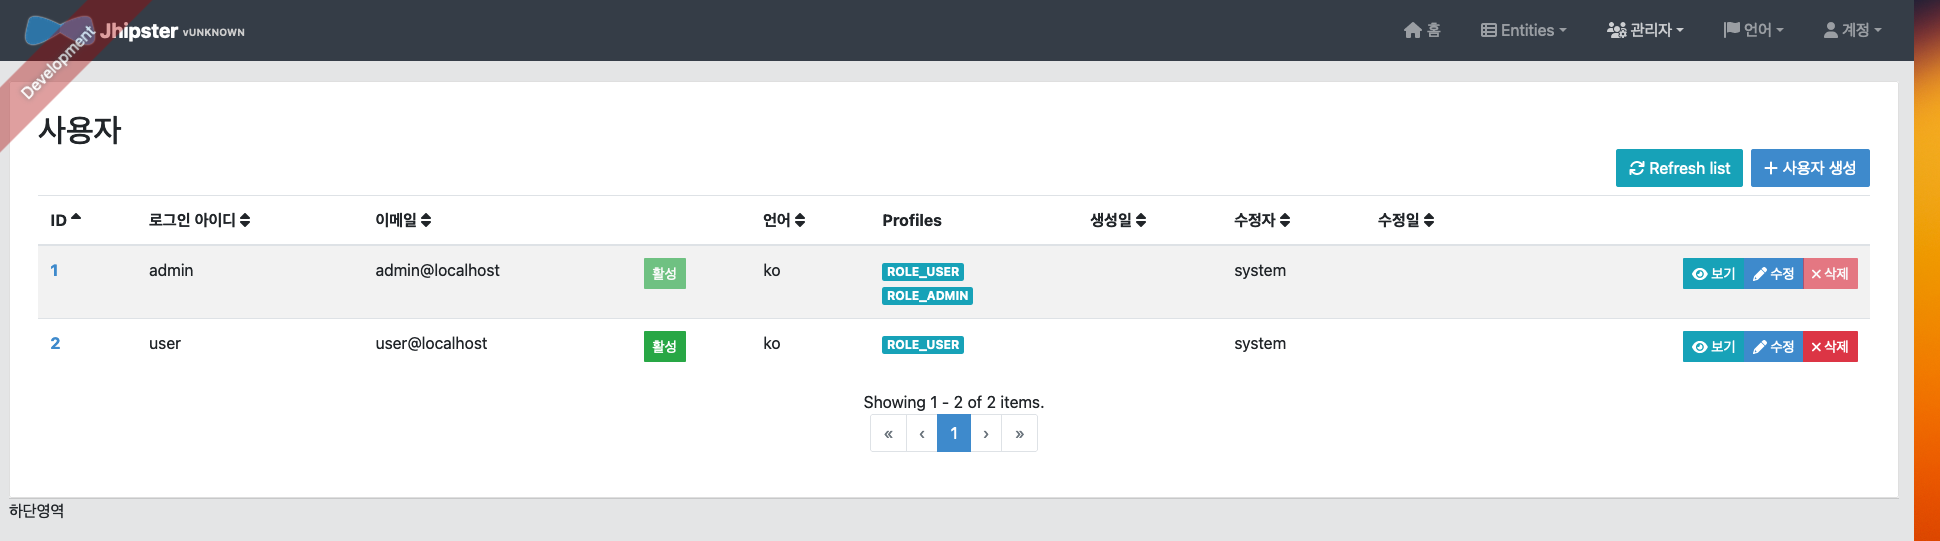 Development
Jhipster vUNKNOWN
홈 Entities 관리자 언어 계정
사용자
Refresh list + 사용자 생성
ID 로그인 아이디 이메일 언어 Profiles 생성일 수정자 수정일
1 admin admin@localhost 활성 ko ROLE_USER system 보기 수정 × 삭제
ROLE_ADMIN
2 user user@localhost 활성 ko ROLE_USER system 보기 수정 × 삭제
Showing 1 - 2 of 2 items.
« ‹ 1 › »
하단영역